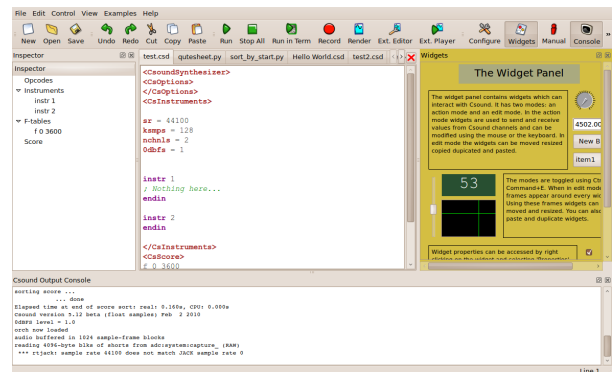 File Edit Control View Examples Help
New Open Save Undo Redo Cut Copy Paste Run Stop All Run in Term Record Render Ext. Editor Ext. Player Configure Widgets Manual Console »
Inspector
Inspector
Opcodes
Instruments
instr 1
instr 2
F-tables
f 0 3600
Score
test.csd qutesheet.py sort_by_start.py Hello World.csd test2.csd
<CsoundSynthesizer>
<CsOptions>
</CsOptions>
<CsInstruments>
sr = 44100
ksmps = 128
nchnls = 2
0dbfs = 1
instr 1
; Nothing here...
endin
instr 2
endin
</CsInstruments>
<CsScore>
f 0 3600
Widgets
The Widget Panel
The widget panel contains widgets which can
interact with Csound. It has two modes: an
action mode and an edit mode. In the action
mode widgets are used to send and receive
values from Csound channels and can be
modified using the mouse or the keyboard. In
edit mode the widgets can be moved resized
copied duplicated and pasted.
4502.00
New B
item1
53
The modes are toggled using Ctr
Command+E. When in edit mode
frames appear around every wid
Using these frames widgets can
moved and resized. You can also
paste and duplicate widgets.
Widget properties can be accessed by right
clicking on the widget and selecting 'Properties'
Csound Output Console
sorting score ...
... done
Elapsed time at end of score sort: real: 0.160s, CPU: 0.000s
Csound version 5.12 beta (float samples) Feb 2 2010
0dBFS level = 1.0
orch now loaded
audio buffered in 1024 sample-frame blocks
reading 4096-byte blks of shorts from adc:system:capture_ (RAW)
*** rtjack: sample rate 44100 does not match JACK sample rate 0
Line 1